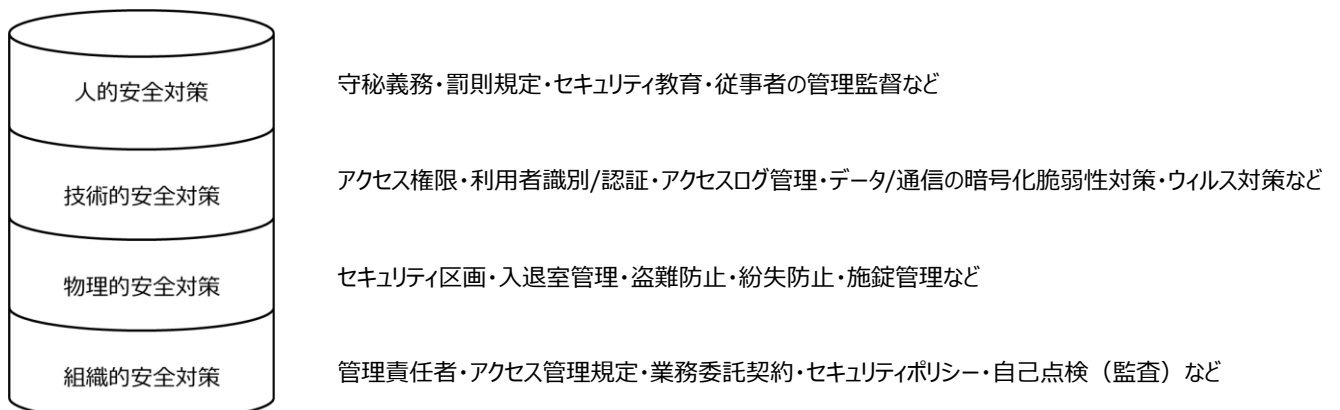 人的安全対策
守秘義務・罰則規定・セキュリティ教育・従事者の管理監督など
技術的安全対策
アクセス権限・利用者識別/認証・アクセスログ管理・データ/通信の暗号化脆弱性対策・ウィルス対策など
物理的安全対策
セキュリティ区画・入退室管理・盗難防止・紛失防止・施錠管理など
組織的安全対策
管理責任者・アクセス管理規定・業務委託契約・セキュリティポリシー・自己点検（監査）など